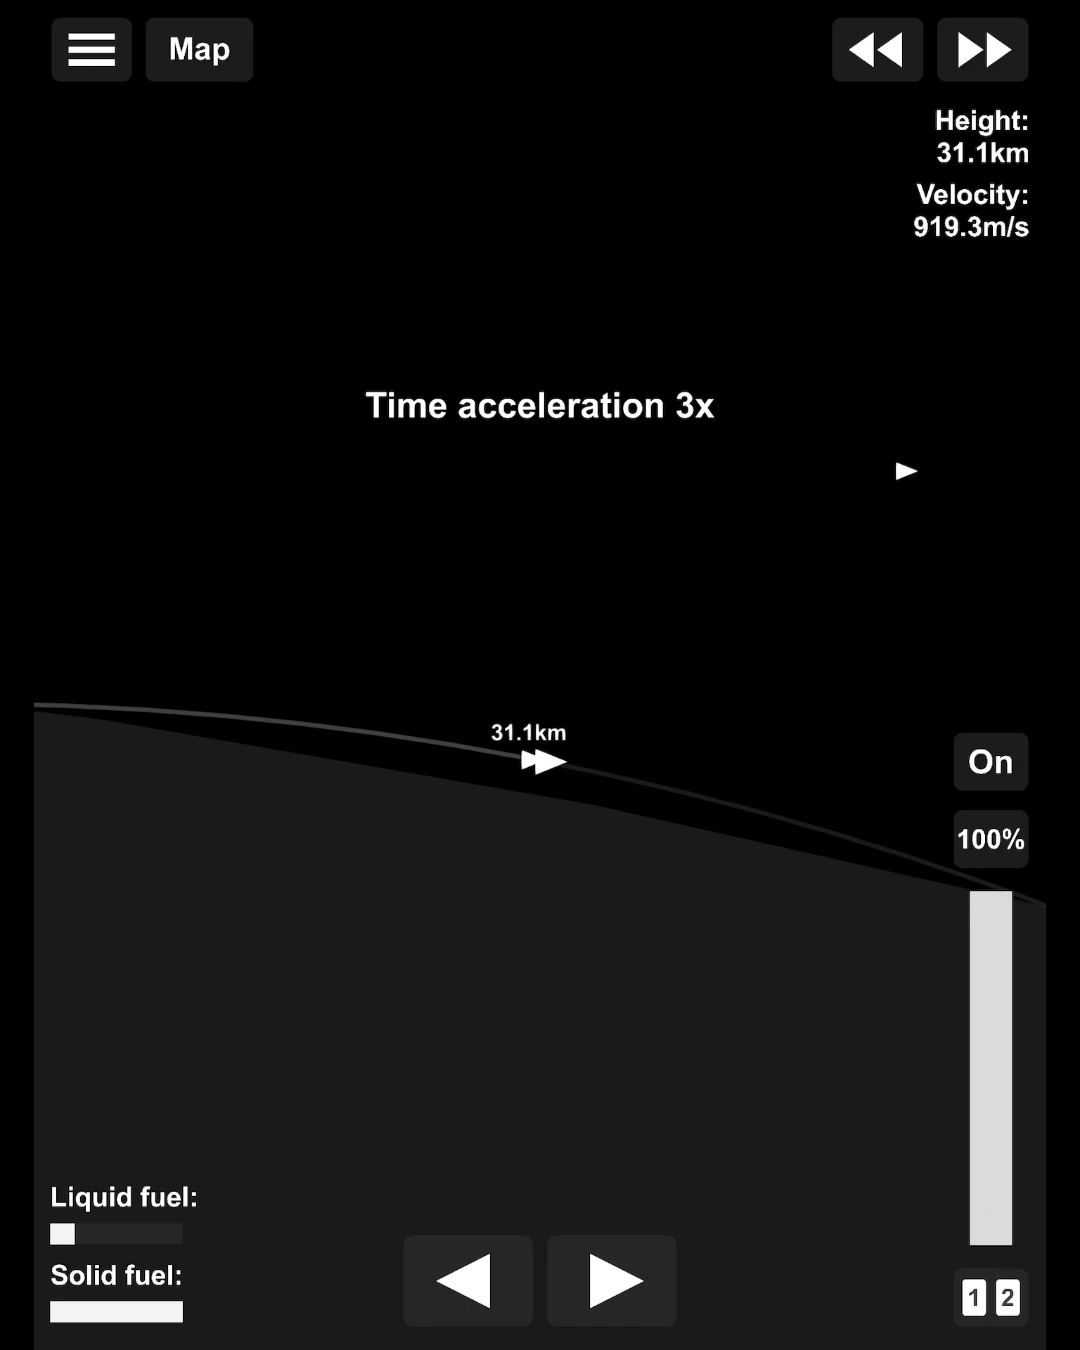 Map
Height:
31.1km
Velocity:
919.3m/s
Time acceleration 3x
31.1km
On
100%
Liquid fuel:
Solid fuel:
1 2